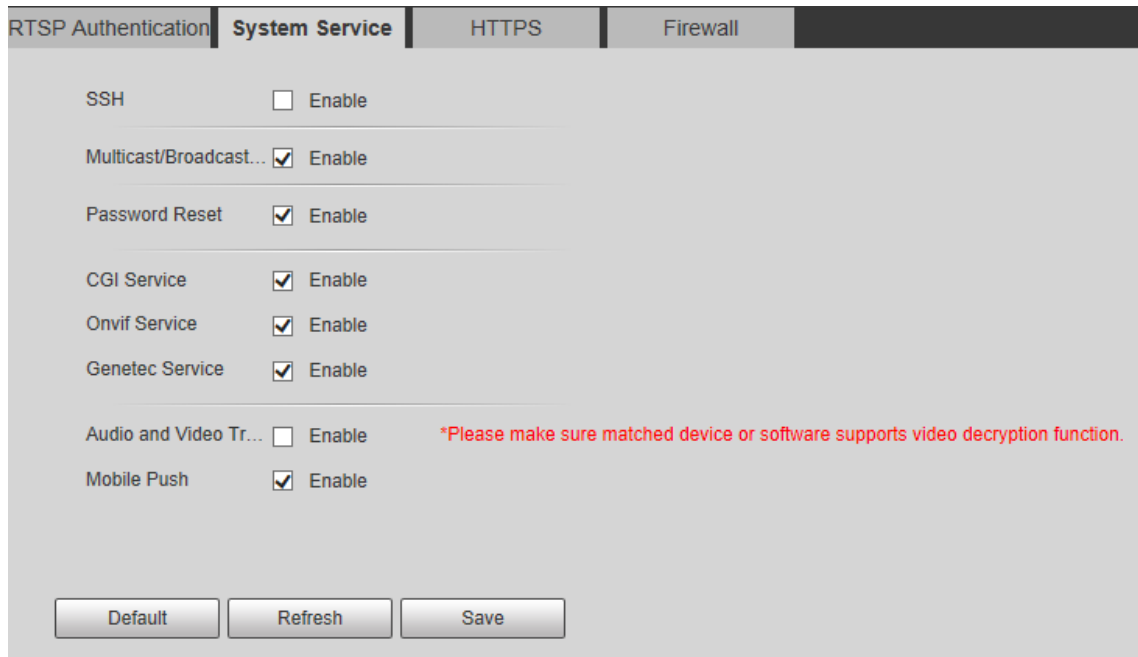 RTSP Authentication System Service HTTPS Firewall
SSH Enable
Multicast/Broadcast... Enable
Password Reset Enable
CGI Service Enable
Onvif Service Enable
Genetec Service Enable
Audio and Video Tr... Enable *Please make sure matched device or software supports video decryption function.
Mobile Push Enable
Default Refresh Save